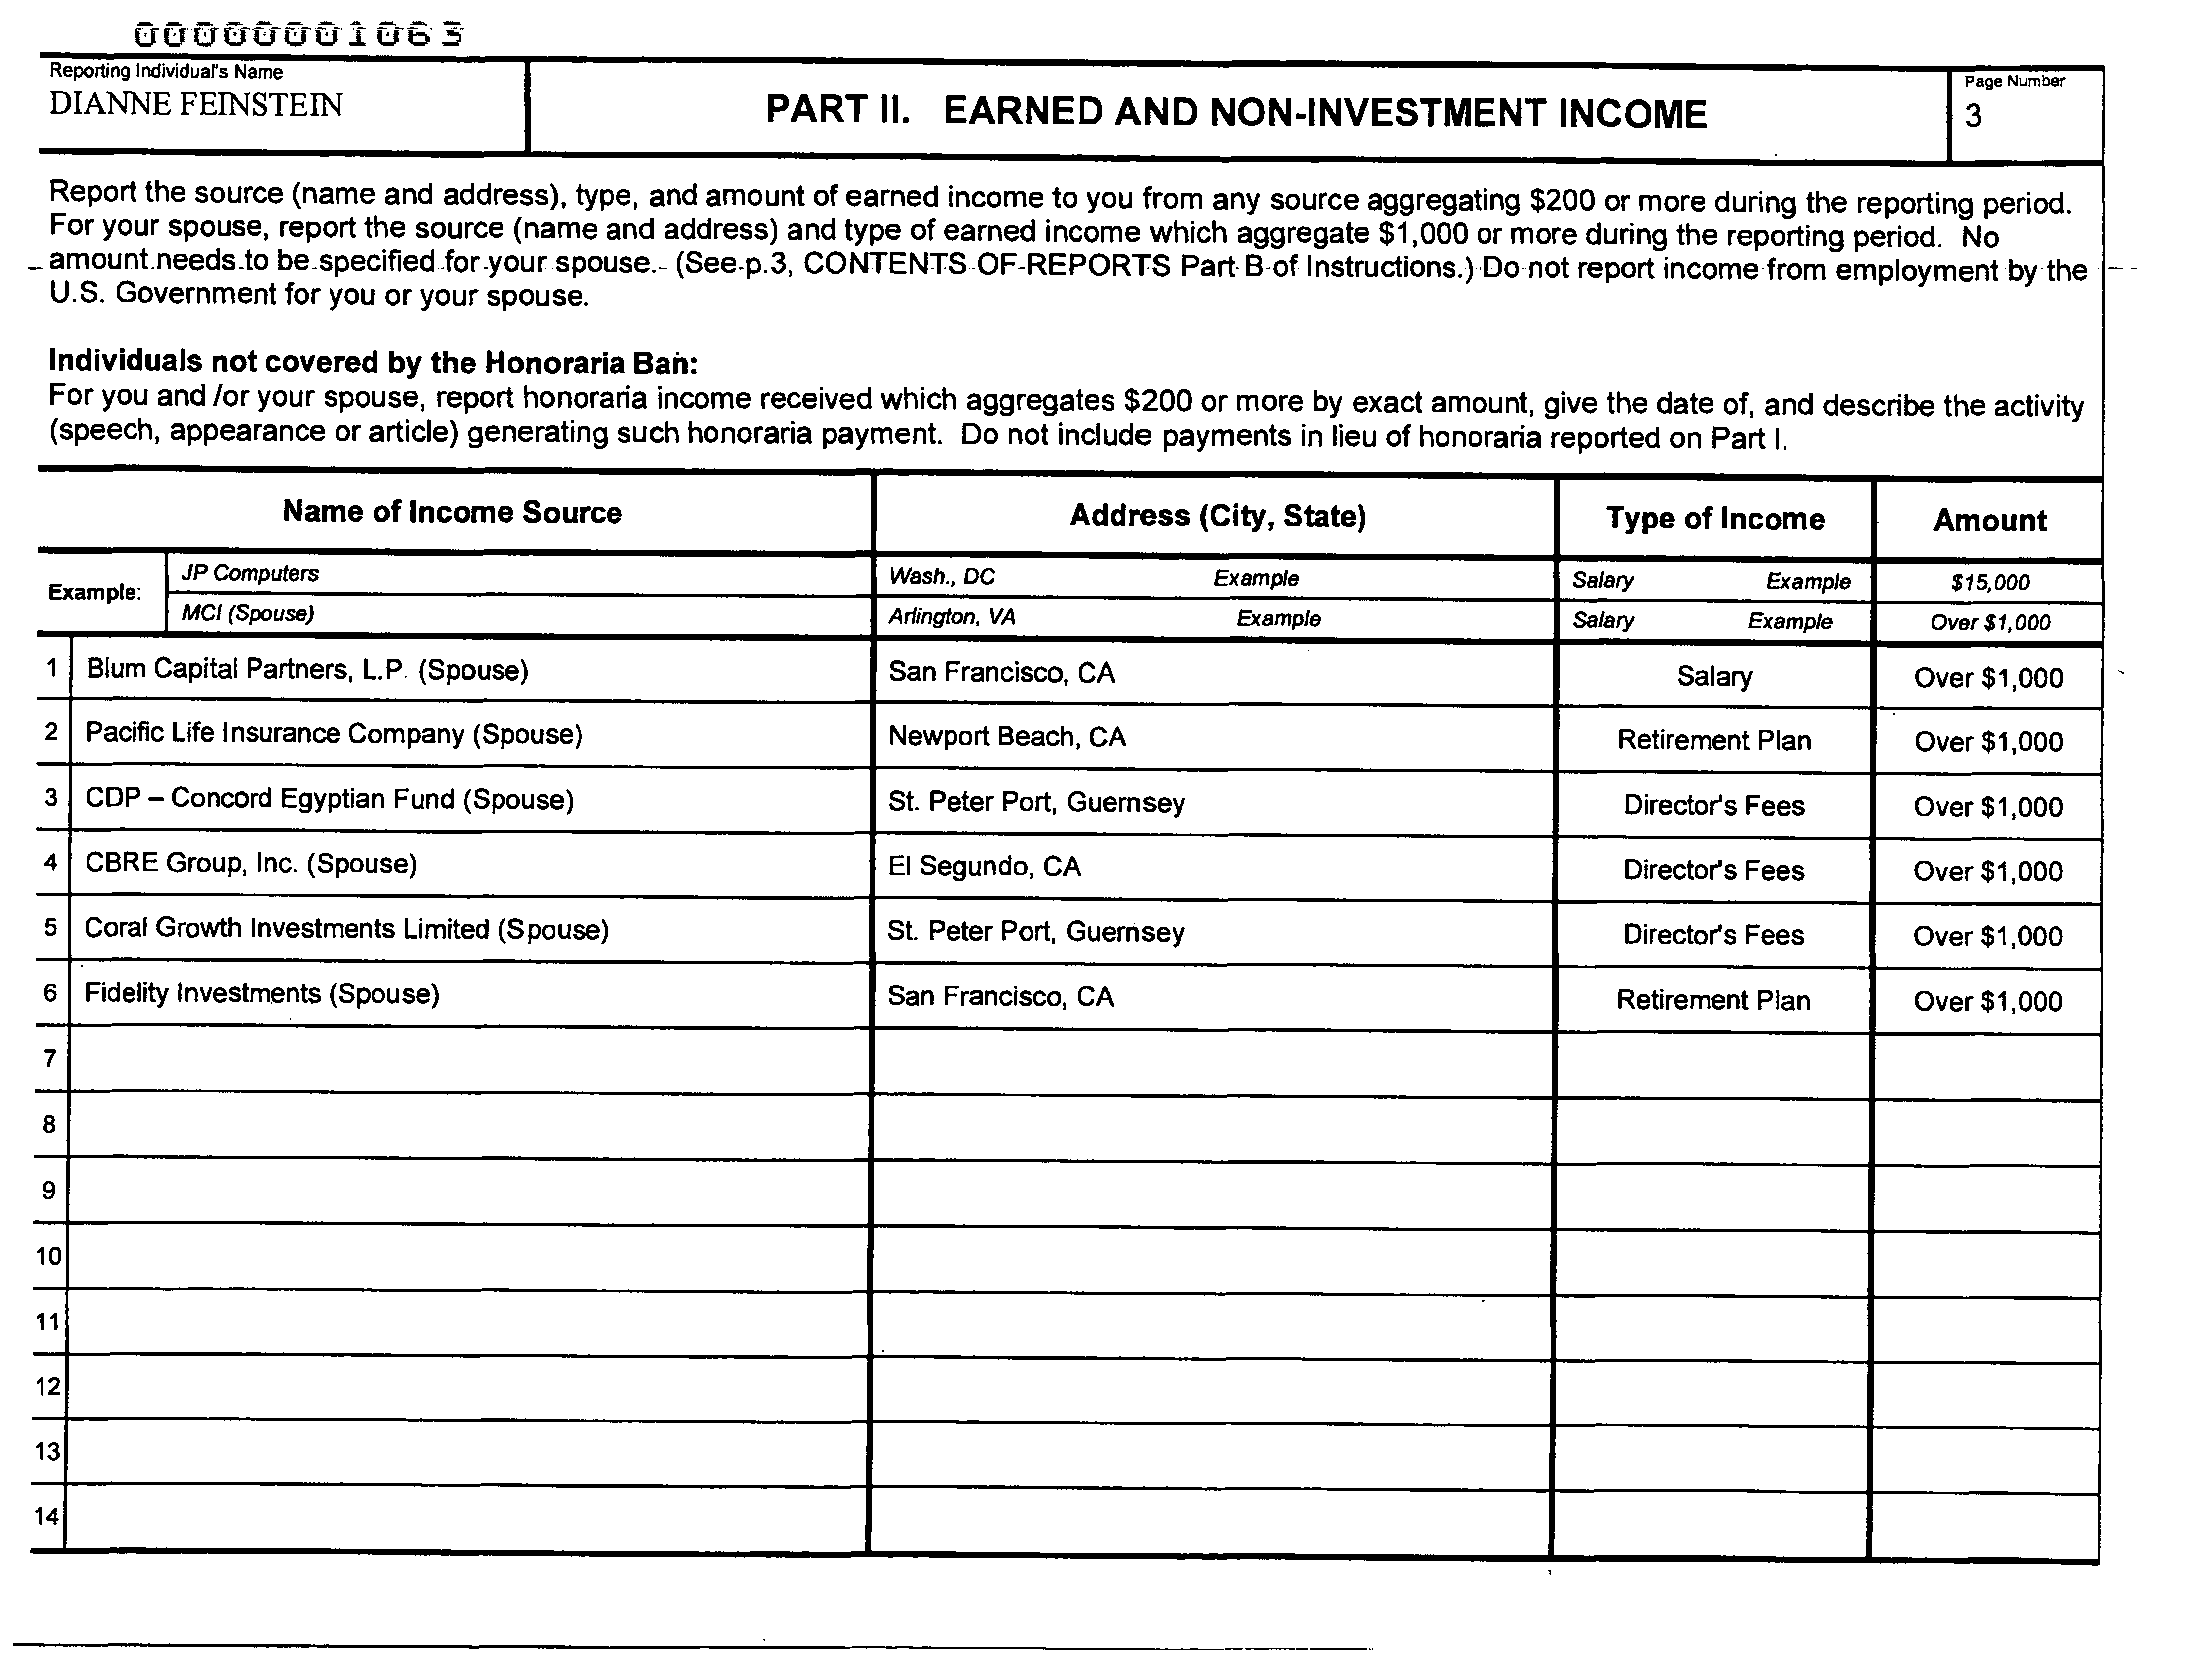 00000001063
Reporting Individual's Name
DIANNE FEINSTEIN
PART II. EARNED AND NON-INVESTMENT INCOME
Page Number
3
Report the source (name and address), type, and amount of earned income to you from any source aggregating $200 or more during the reporting period.
For your spouse, report the source (name and address) and type of earned income which aggregate $1,000 or more during the reporting period. No
amount needs to be specified for your spouse. (See p.3, CONTENTS OF REPORTS Part B of Instructions.) Do not report income from employment by the
U.S. Government for you or your spouse.
Individuals not covered by the Honoraria Ban:
For you and /or your spouse, report honoraria income received which aggregates $200 or more by exact amount, give the date of, and describe the activity
(speech, appearance or article) generating such honoraria payment. Do not include payments in lieu of honoraria reported on Part I.
Name of Income Source Address (City, State) Type of Income Amount
Example:
JP Computers Wash., DC Example Salary Example $15,000
MCI (Spouse) Arlington, VA Example Salary Example Over $1,000
1 Blum Capital Partners, L.P. (Spouse) San Francisco, CA Salary Over $1,000
2 Pacific Life Insurance Company (Spouse) Newport Beach, CA Retirement Plan Over $1,000
3 CDP – Concord Egyptian Fund (Spouse) St. Peter Port, Guernsey Director's Fees Over $1,000
4 CBRE Group, Inc. (Spouse) El Segundo, CA Director's Fees Over $1,000
5 Coral Growth Investments Limited (Spouse) St. Peter Port, Guernsey Director's Fees Over $1,000
6 Fidelity Investments (Spouse) San Francisco, CA Retirement Plan Over $1,000
7
8
9
10
11
12
13
14